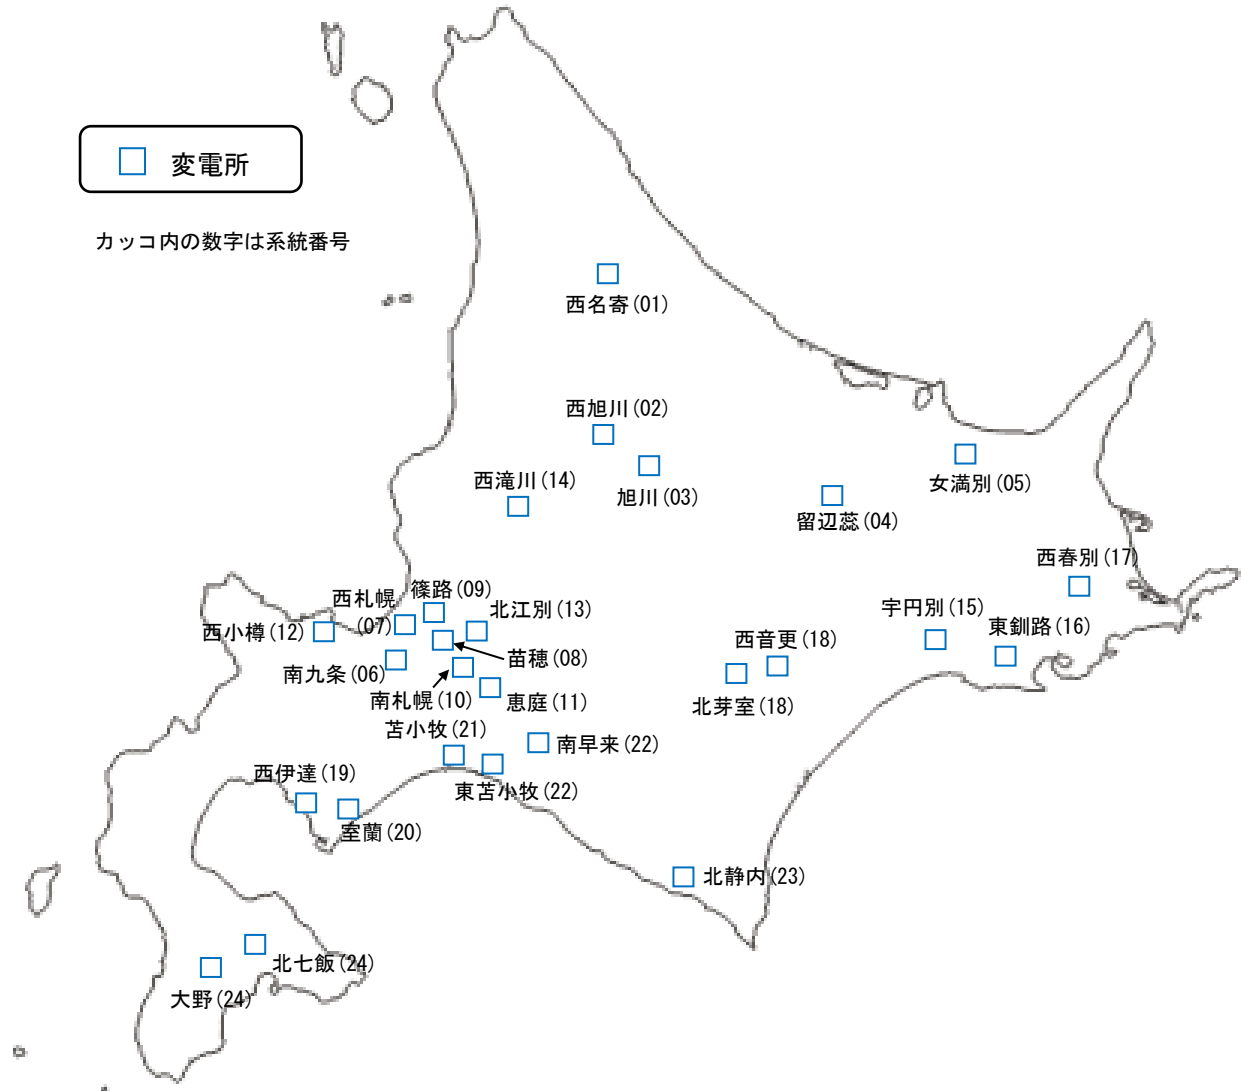 変電所
カッコ内の数字は系統番号
西名寄(01)
西旭川(02)
西滝川(14)
旭川(03)
女満別(05)
留辺蘂(04)
西春別(17)
西札幌
(07)
篠路(09)
北江別(13)
宇円別(15)
西小樽(12)
東釧路(16)
西音更(18)
苗穂(08)
南九条(06)
南札幌(10)
恵庭(11)
北芽室(18)
苫小牧(21)
南早来(22)
西伊達(19)
東苫小牧(22)
室蘭(20)
北静内(23)
北七飯(24)
大野(24)